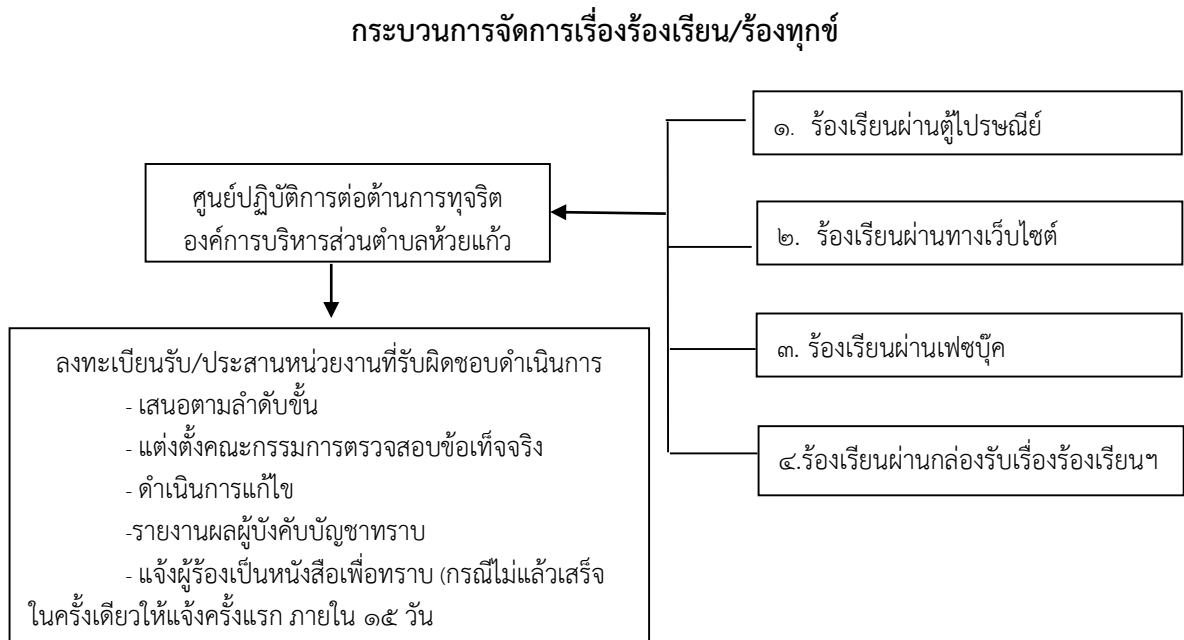 กระบวนการจัดการเรื่องร้องเรียน/ร้องทุกข์
๑. ร้องเรียนผ่านตู้ไปรษณีย์
ศูนย์ปฏิบัติการต่อต้านการทุจริต
องค์การบริหารส่วนตำบลห้วยแก้ว
๒. ร้องเรียนผ่านทางเว็บไซต์
๓. ร้องเรียนผ่านเฟซบุ๊ค
๔.ร้องเรียนผ่านกล่องรับเรื่องร้องเรียนฯ
ลงทะเบียนรับ/ประสานหน่วยงานที่รับผิดชอบดำเนินการ
- เสนอตามลำดับขั้น
- แต่งตั้งคณะกรรมการตรวจสอบข้อเท็จจริง
- ดำเนินการแก้ไข
-รายงานผลผู้บังคับบัญชาทราบ
- แจ้งผู้ร้องเป็นหนังสือเพื่อทราบ (กรณีไม่แล้วเสร็จ
ในครั้งเดียวให้แจ้งครั้งแรก ภายใน ๑๕ วัน